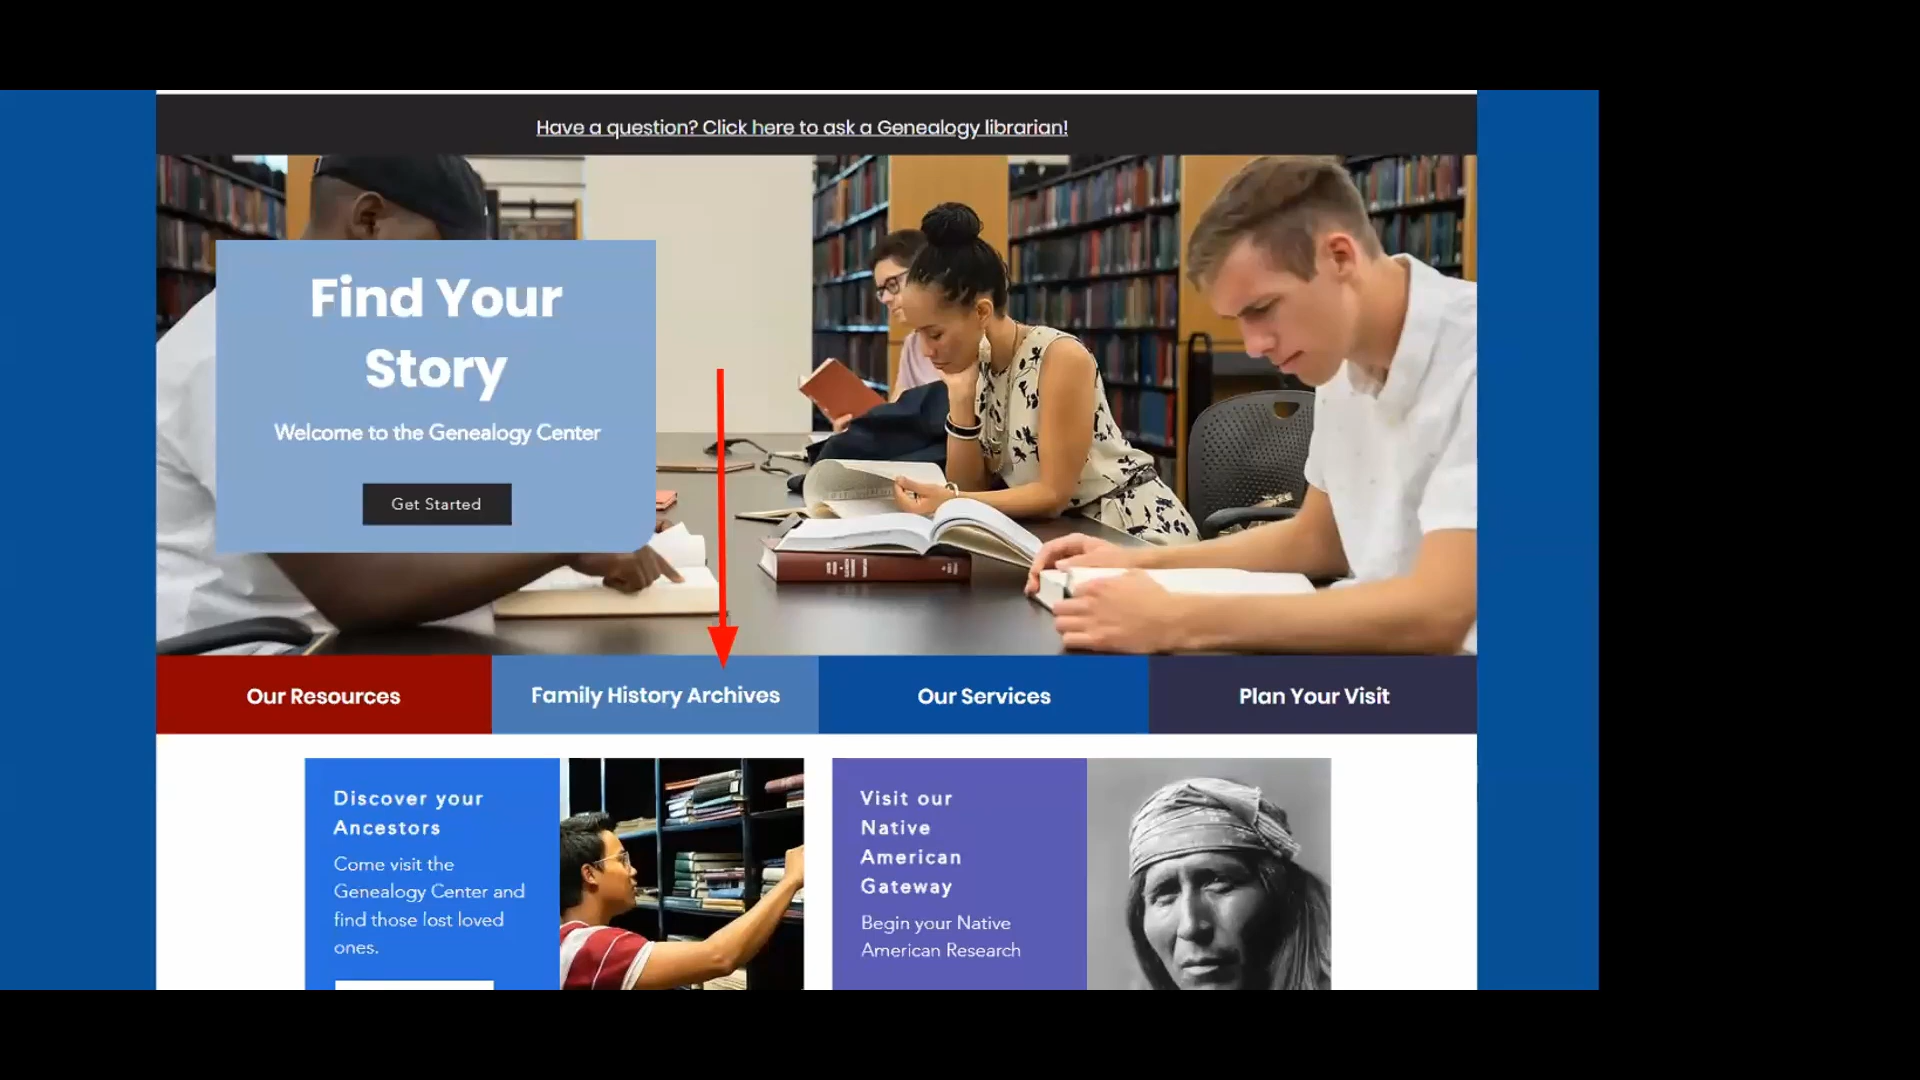 Have a question? Click here to ask a Genealogy librarian!
Find Your
Story
Welcome to the Genealogy Center
Get Started
Our Resources
Family History Archives
Our Services
Plan Your Visit
Discover your
Ancestors
Come visit the
Genealogy Center and
find those lost loved
ones.
Visit our
Native
American
Gateway
Begin your Native
American Research